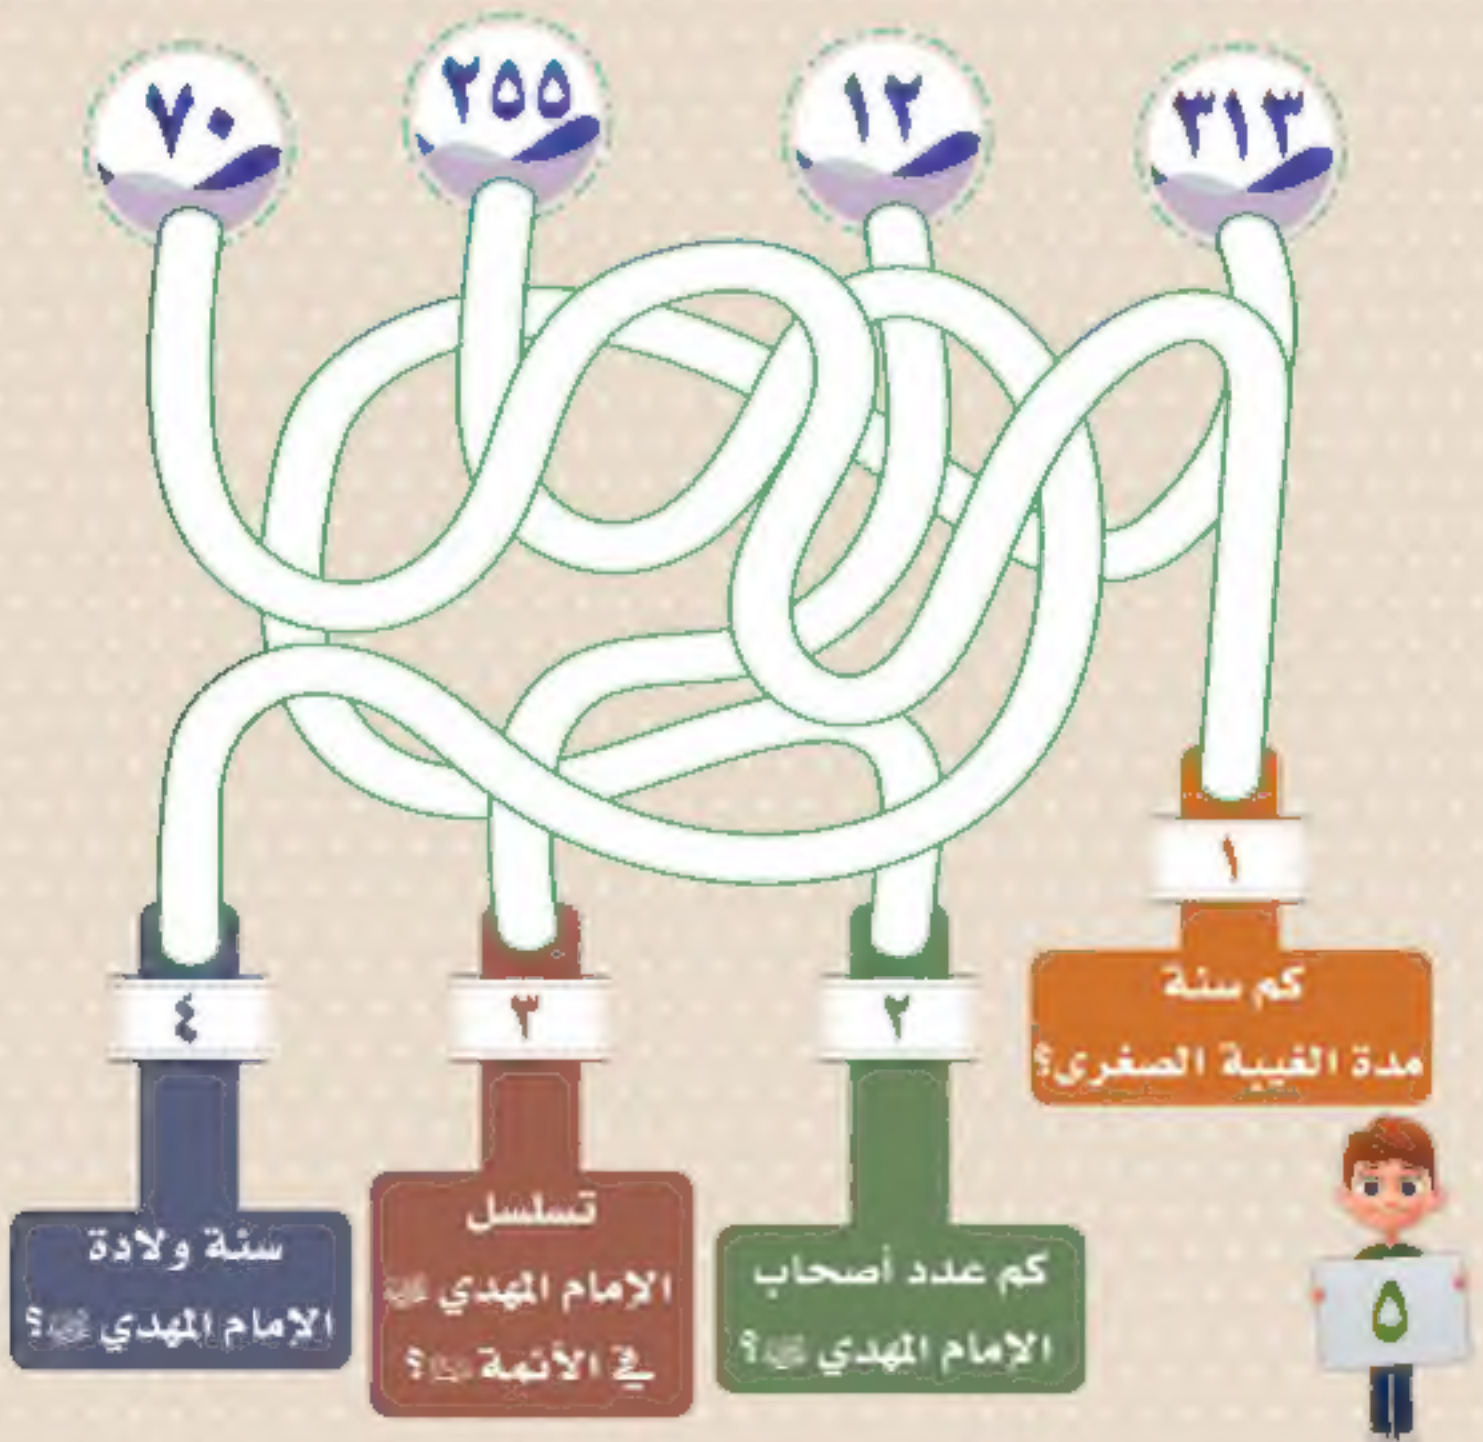 ٣١٣
١٢
٢٥٥
٧٠
١
كم سنة
مدة الغيبة الصغرى؟
٢
كم عدد أصحاب
الإمام المهدي ؟
٣
تسلسل
الإمام المهدي
في الأئمة ؟
٤
سنة ولادة
الإمام المهدي ؟
٥